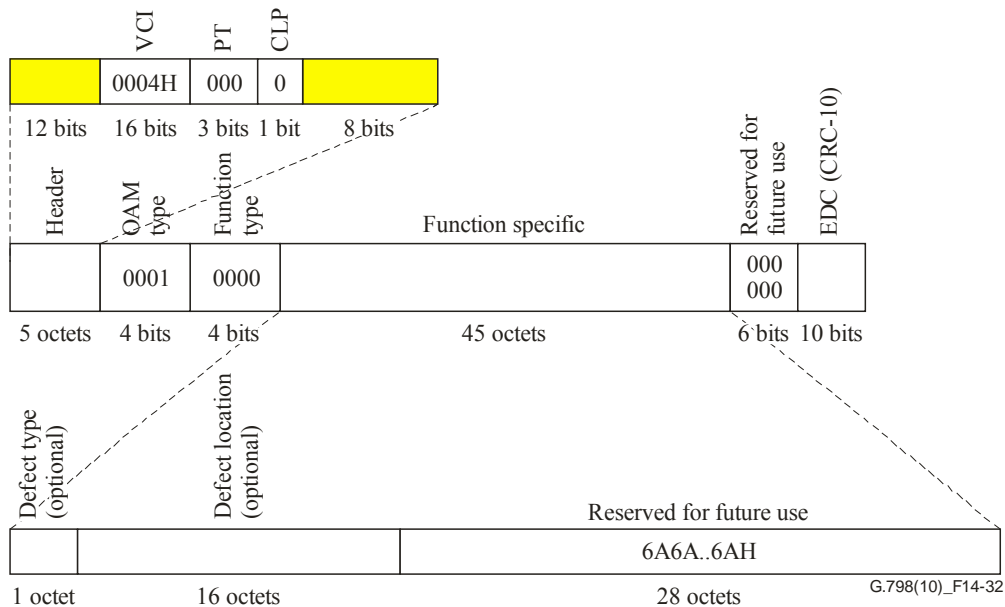 VCI PT CLP
0004H 000 0
12 bits 16 bits 3 bits 1 bit 8 bits
Header
OAM
type
Function
type
Function specific
Reserved for
future use
EDC (CRC-10)
0001 0000 000
000
5 octets 4 bits 4 bits 45 octets 6 bits 10 bits
Defect type
(optional)
Defect location
(optional)
Reserved for future use
6A6A..6AH
1 octet 16 octets 28 octets
G.798(10)_F14-32